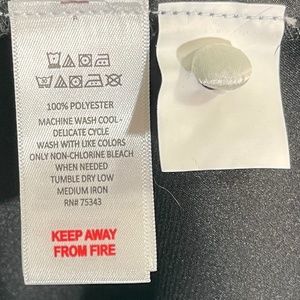 100% POLYESTER
MACHINE WASH COOL -
DELICATE CYCLE
WASH WITH LIKE COLORS
ONLY NON-CHLORINE BLEACH
WHEN NEEDED
TUMBLE DRY LOW
MEDIUM IRON
RN# 75343
KEEP AWAY
FROM FIRE